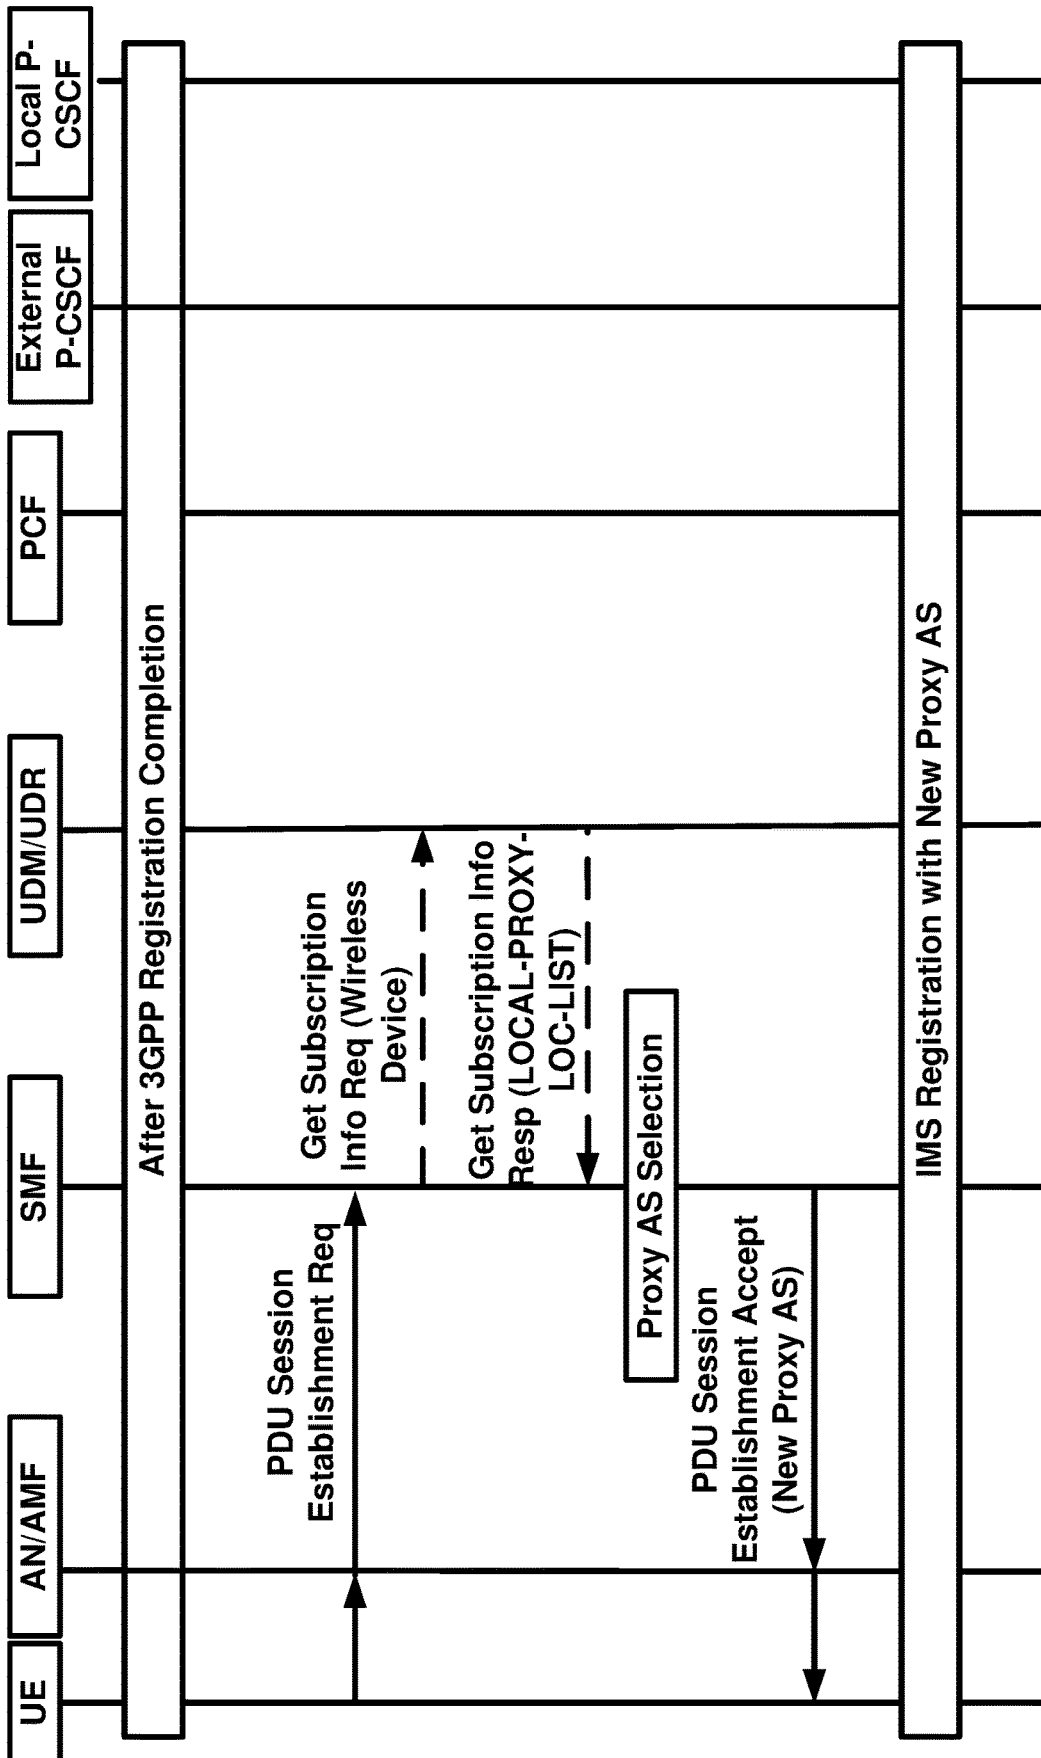 UE
AN/AMF
SMF
UDM/UDR
PCF
External
P-CSCF
Local P-
CSCF
After 3GPP Registration Completion
PDU Session
Establishment Req
Get Subscription
Info Req (Wireless
Device)
Get Subscription Info
Resp (LOCAL-PROXY-
LOC-LIST)
Proxy AS Selection
PDU Session
Establishment Accept
(New Proxy AS)
IMS Registration with New Proxy AS